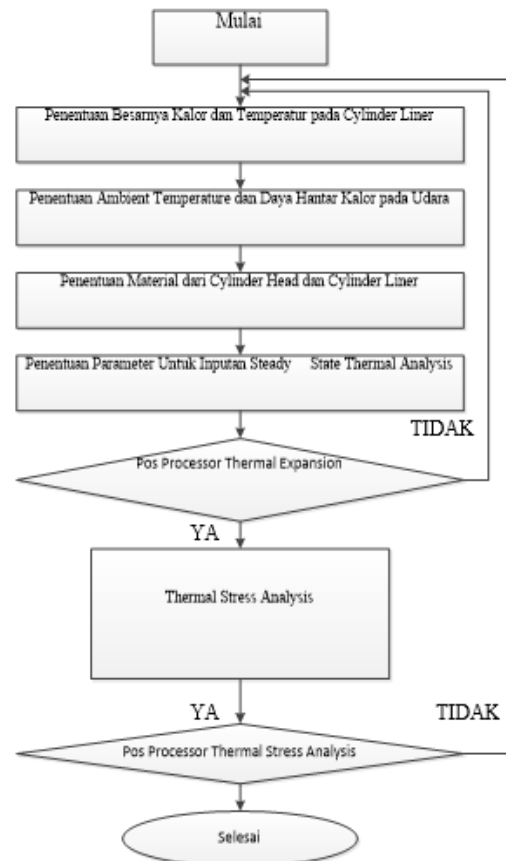 Mulai
Penentuan Besarnya Kalor dan Temperatur pada Cylinder Liner
Penentuan Ambient Temperature dan Daya Hantar Kalor pada Udara
Penentuan Material dari Cylinder Head dan Cylinder Liner
Penentuan Parameter Untuk Inputan Steady State Thermal Analysis
TIDAK
Pos Processor Thermal Expansion
YA
Thermal Stress Analysis
YA
TIDAK
Pos Processor Thermal Stress Analysis
Selesai